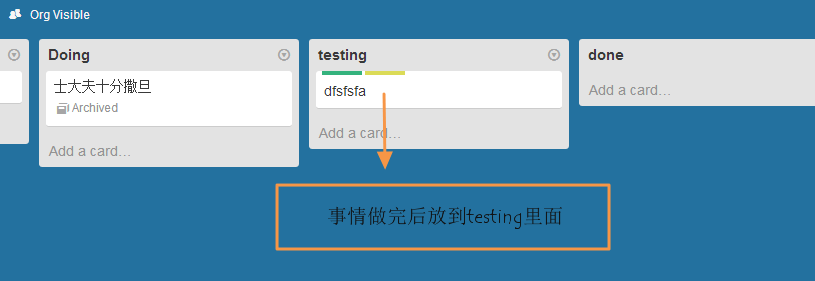 Org Visible
Doing
士大夫十分撒旦
Archived
Add a card…
testing
dfsfsfa
Add a card…
done
Add a card…
事情做完后放到testing里面